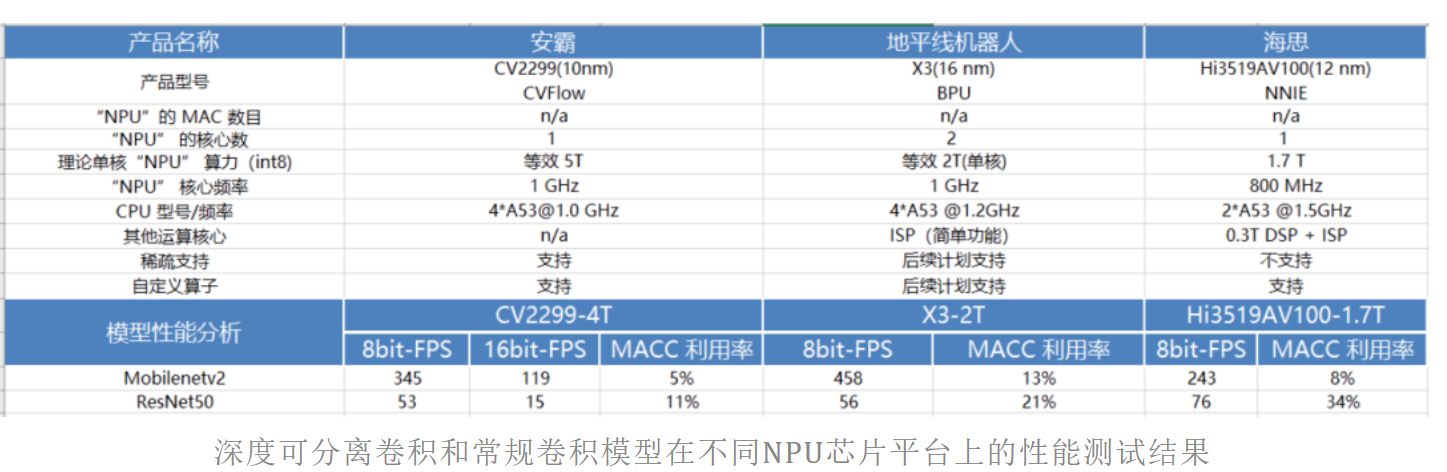 产品名称 安霸 地平线机器人 海思
产品型号 CV2299(10nm) X3(16 nm) Hi3519AV100(12 nm)
CVFlow BPU NNIE
“NPU”的 MAC 数目 n/a n/a n/a
“NPU” 的核心数 1 2 1
理论单核“NPU” 算力（int8) 等效 5T 等效 2T(单核) 1.7 T
“NPU” 核心频率 1 GHz 1 GHz 800 MHz
CPU 型号/频率 4*A53@1.0 GHz 4*A53 @1.2GHz 2*A53 @1.5GHz
其他运算核心 n/a ISP（简单功能） 0.3T DSP + ISP
稀疏支持 支持 后续计划支持 不支持
自定义算子 支持 后续计划支持 支持
模型性能分析 CV2299-4T X3-2T Hi3519AV100-1.7T
8bit-FPS 16bit-FPS MACC 利用率 8bit-FPS MACC 利用率 8bit-FPS MACC 利用率
Mobilenetv2 345 119 5% 458 13% 243 8%
ResNet50 53 15 11% 56 21% 76 34%
深度可分离卷积和常规卷积模型在不同NPU芯片平台上的性能测试结果